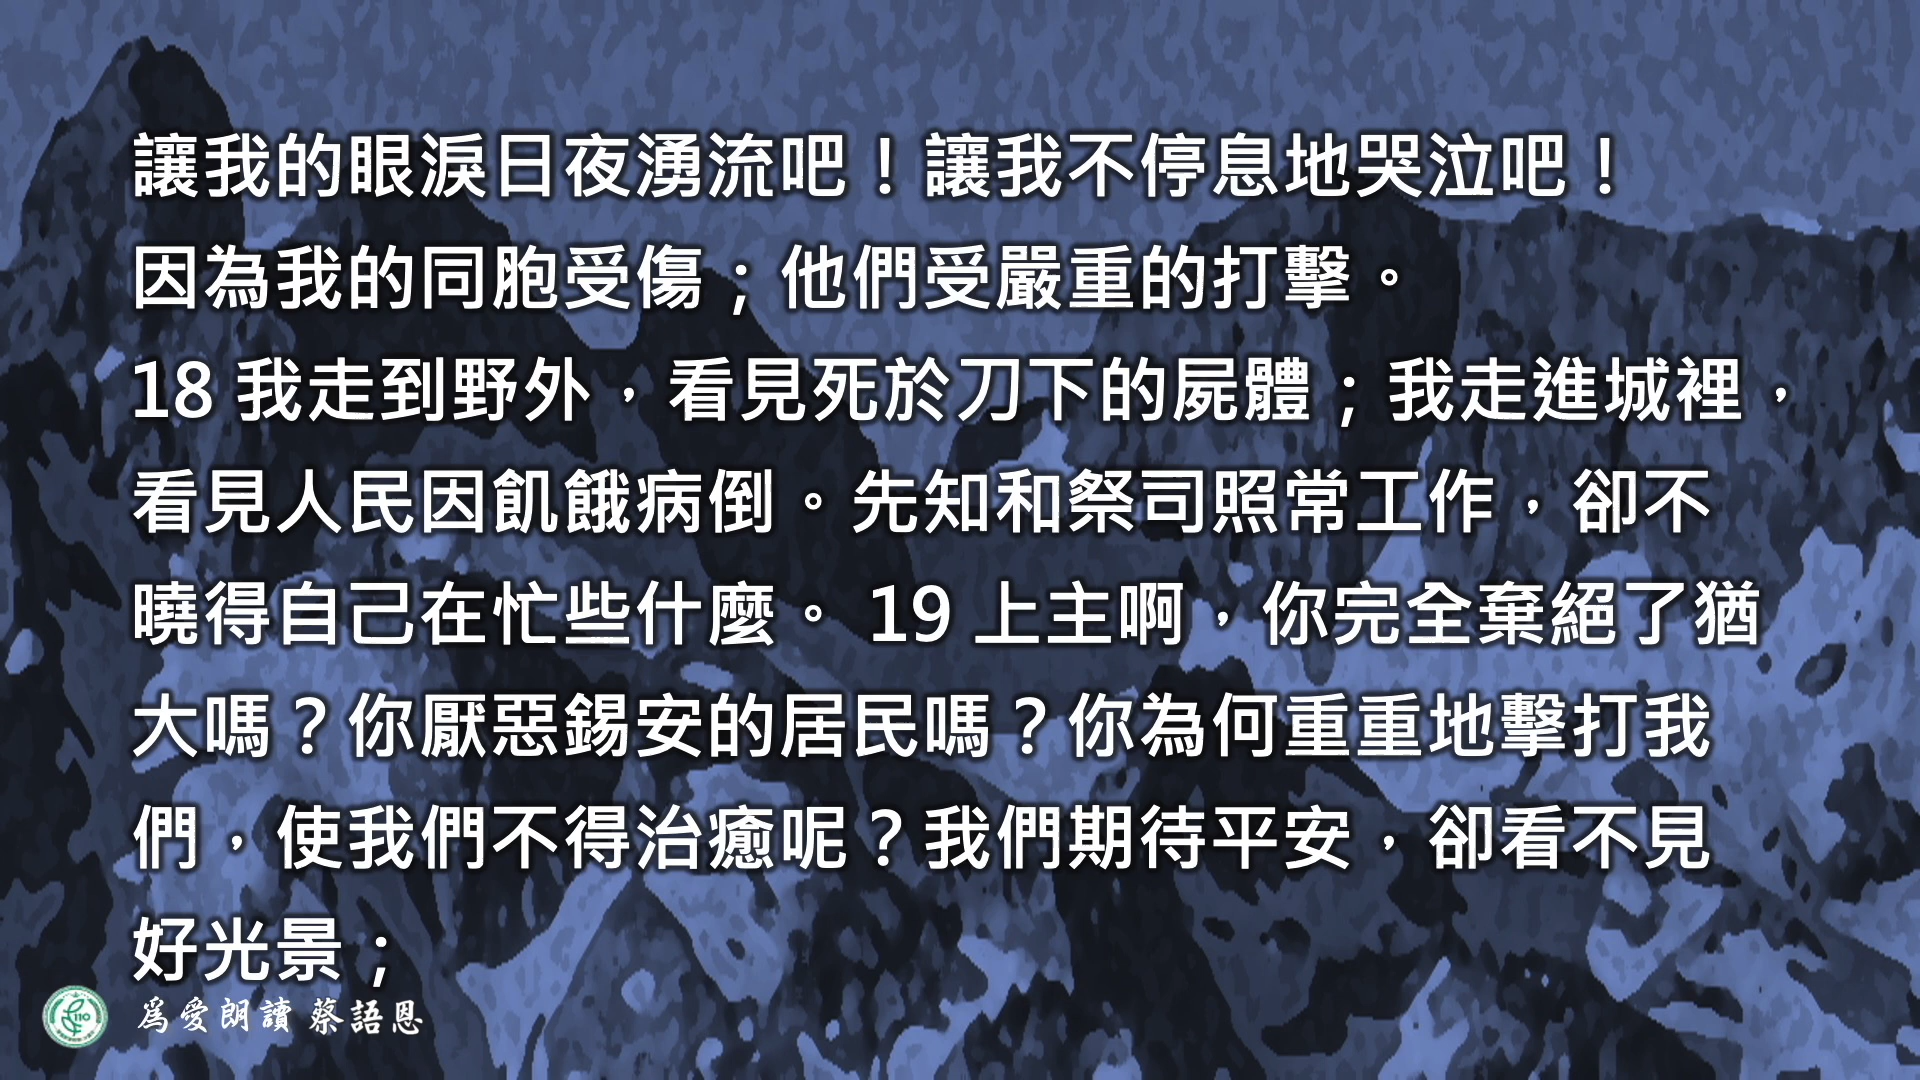 讓我的眼淚日夜湧流吧！讓我不停息地哭泣吧！
因為我的同胞受傷；他們受嚴重的打擊。
18 我走到野外，看見死於刀下的屍體；我走進城裡，
看見人民因飢餓病倒。先知和祭司照常工作，卻不
曉得自己在忙些什麼。 19 上主啊，你完全棄絕了猶
大嗎？你厭惡錫安的居民嗎？你為何重重地擊打我
們，使我們不得治癒呢？我們期待平安，卻看不見
好光景；
110
為愛朗讀 蔡語恩